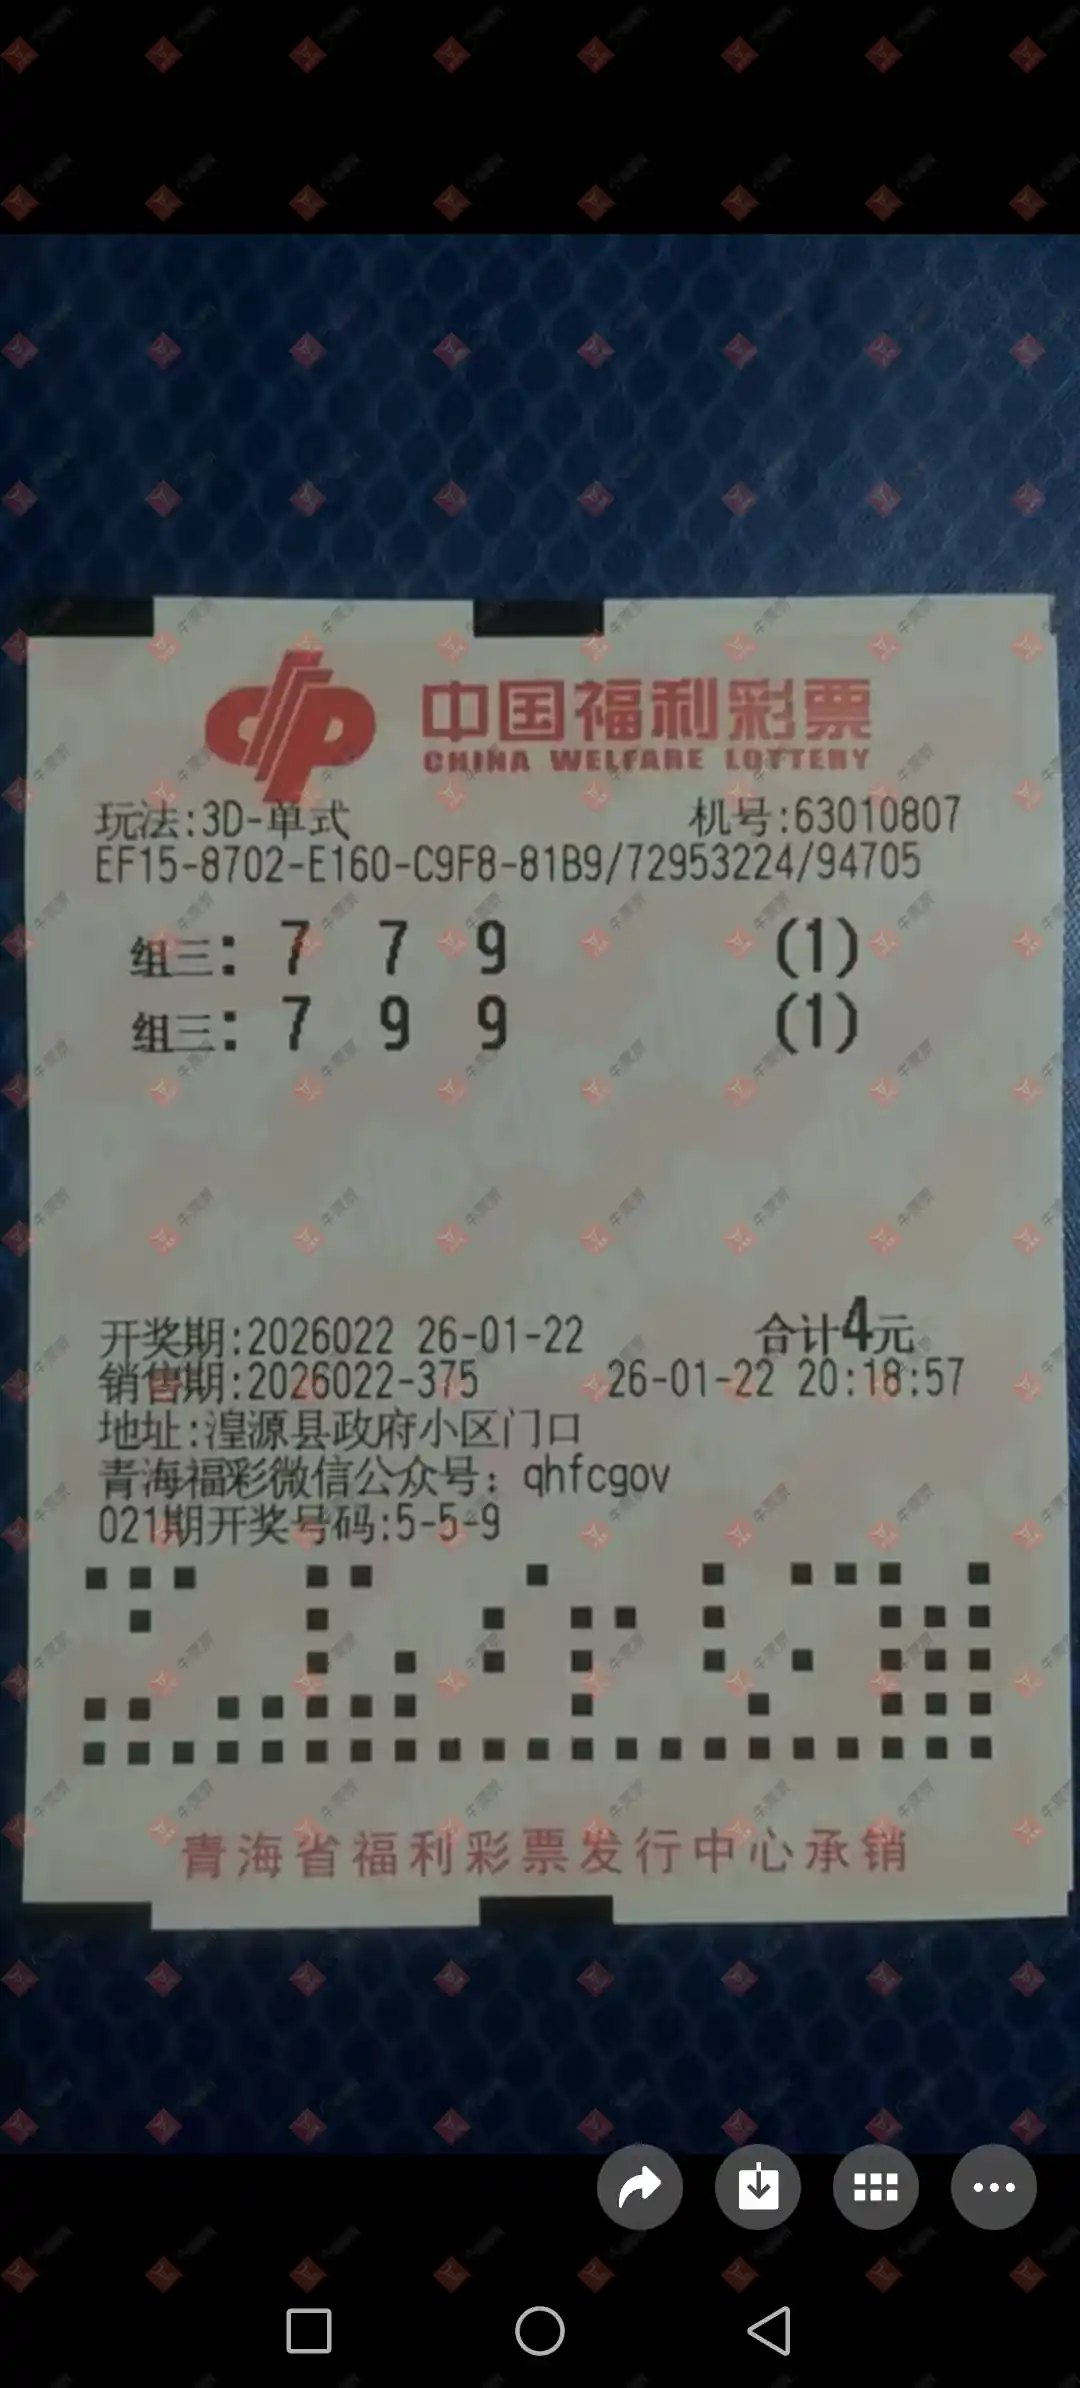 中国福利彩票
CHINA WELFARE LOTTERY
玩法:3D-单式 机号:63010807
EF15-8702-E160-C9F8-81B9/72953224/94705
组三: 7 7 9 (1)
组三: 7 9 9 (1)
开奖期:2026022 26-01-22 合计4元
销售期:2026022-375 26-01-22 20:18:57
地址:湟源县政府小区门口
青海福彩微信公众号：qhfcgov
021期开奖号码:5-5-9
青海省福利彩票发行中心承销